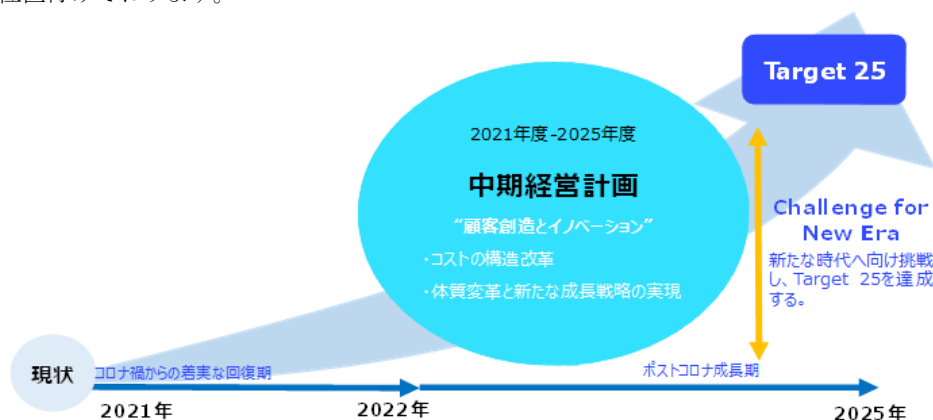 Target 25
2021年度-2025年度
中期経営計画
“顧客創造とイノベーション”
・コストの構造改革
・体質変革と新たな成長戦略の実現
Challenge for
New Era
新たな時代へ向け挑戦
し、Target 25を達成
する。
現状
コロナ禍からの着実な回復期
ポストコロナ成長期
2021年
2022年
2025年